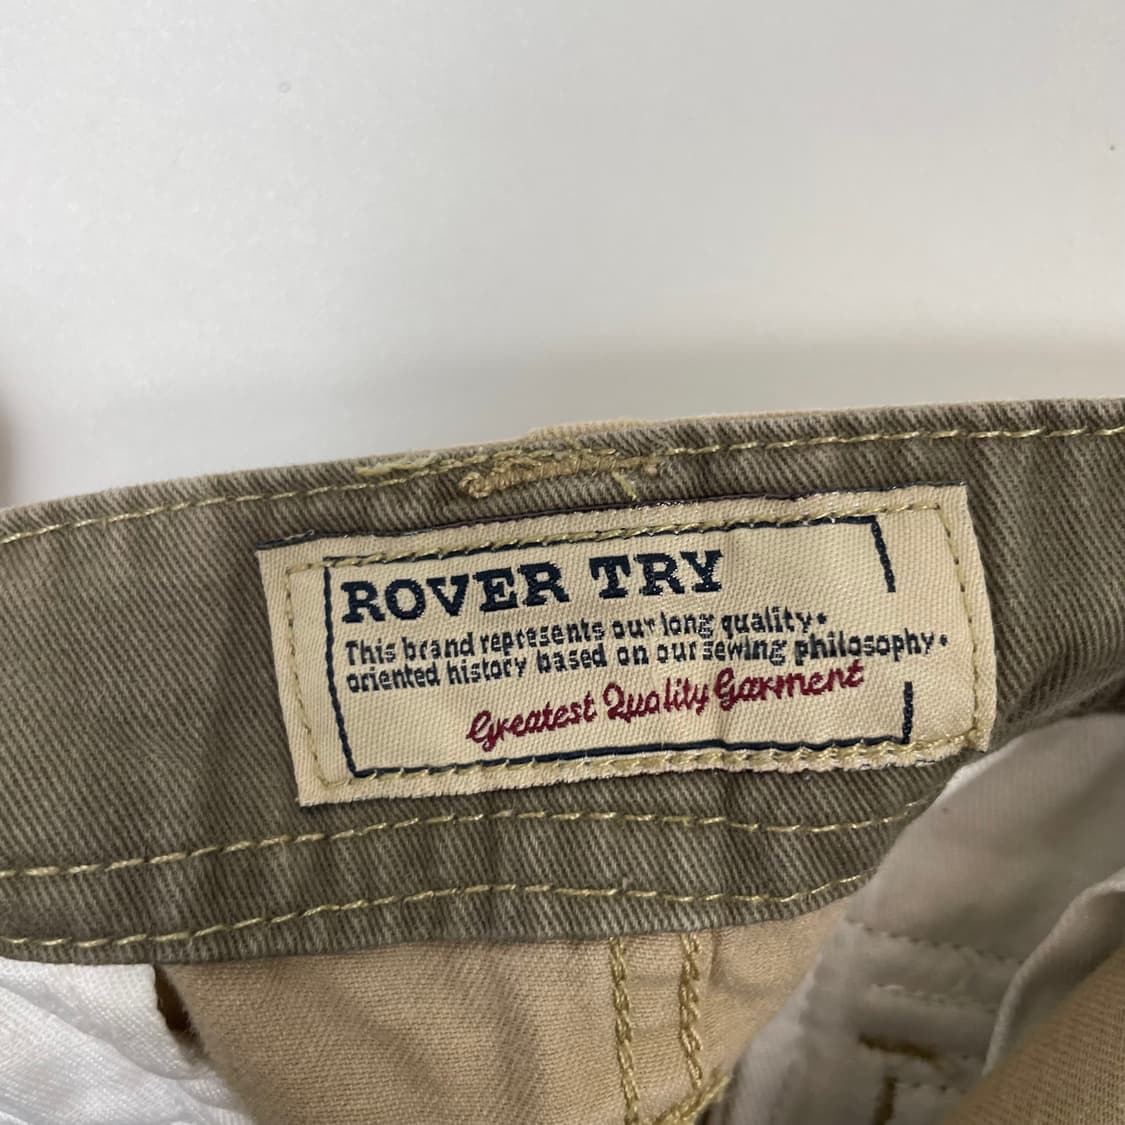 ROVER TRY
This brand represents our long quality•
oriented history based on our sewing philosophy•
Greatest Quality Garment